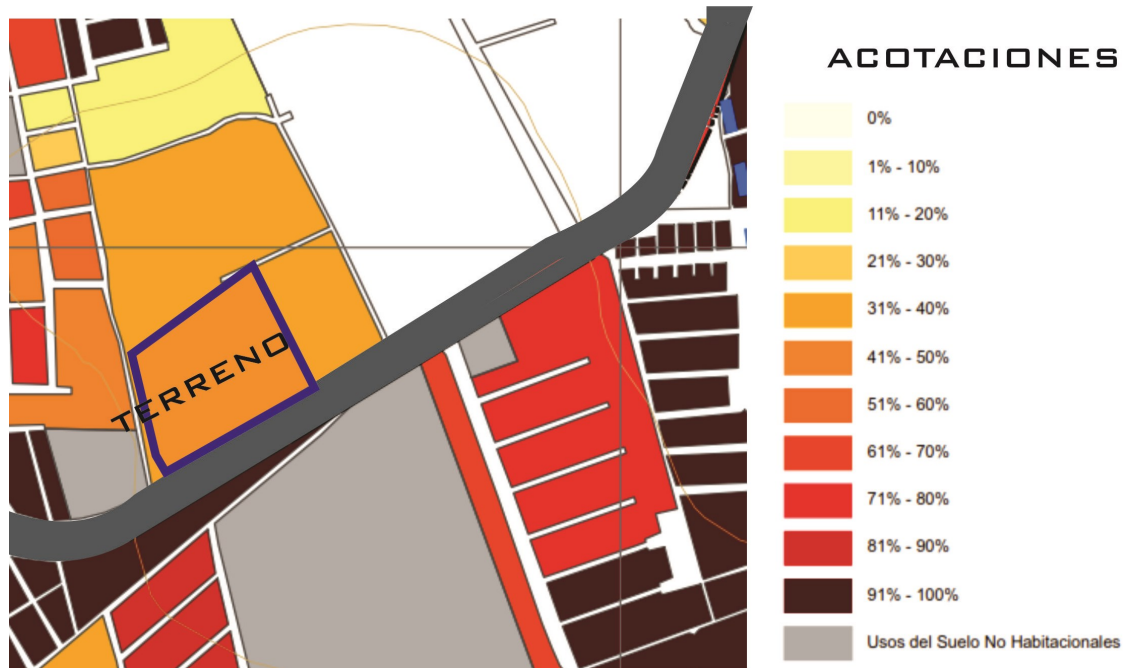 TERRENO
ACOTACIONES
0%
1% - 10%
11% - 20%
21% - 30%
31% - 40%
41% - 50%
51% - 60%
61% - 70%
71% - 80%
81% - 90%
91% - 100%
Usos del Suelo No Habitacionales